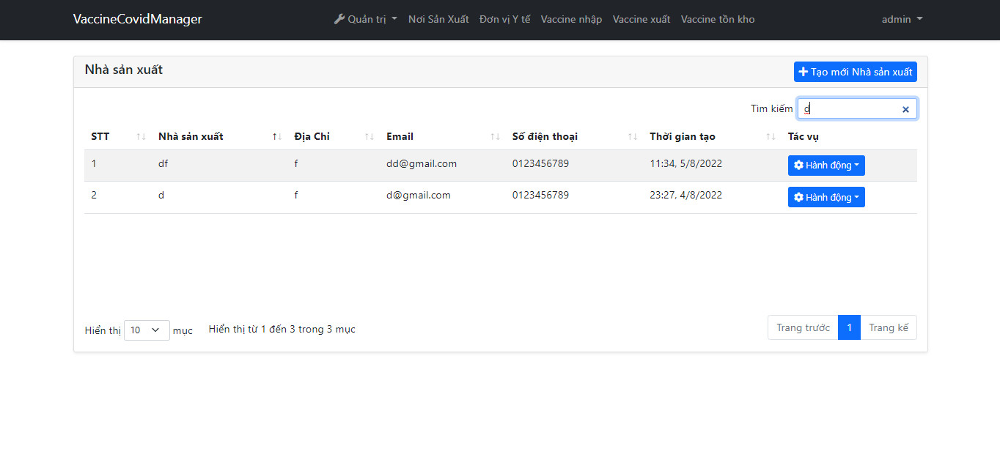 VaccineCovidManager Quản trị Nơi Sản Xuất Đơn vị Y tế Vaccine nhập Vaccine xuất Vaccine tồn kho admin
Nhà sản xuất Tạo mới Nhà sản xuất
Tìm kiếm d
STT Nhà sản xuất Địa Chỉ Email Số điện thoại Thời gian tạo Tác vụ
1 df f dd@gmail.com 0123456789 11:34, 5/8/2022 Hành động
2 d f d@gmail.com 0123456789 23:27, 4/8/2022 Hành động
Hiển thị 10 mục Hiển thị từ 1 đến 3 trong 3 mục Trang trước 1 Trang kế